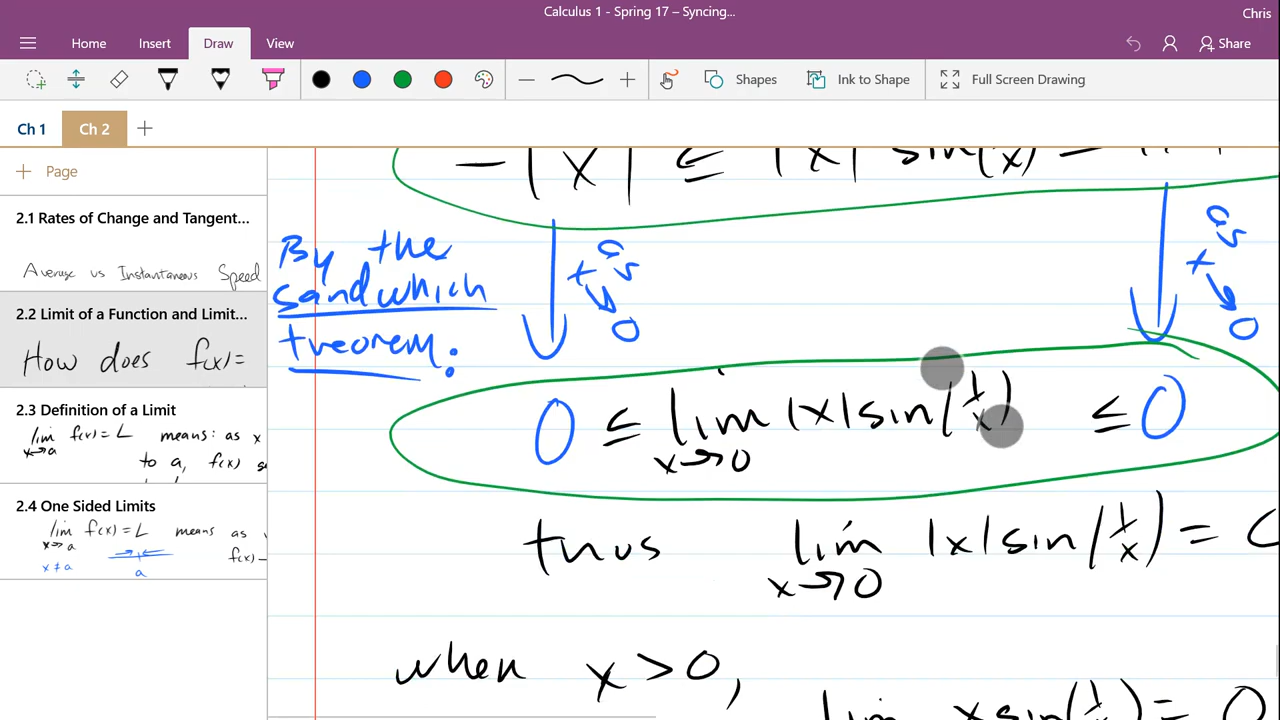 Calculus 1 - Spring 17 – Syncing...
Chris
Home Insert Draw View
Share
Shapes Ink to Shape Full Screen Drawing
Ch 1 Ch 2
Page
2.1 Rates of Change and Tangent...
Average vs Instantaneous Speed
2.2 Limit of a Function and Limit...
How does f(x)=
2.3 Definition of a Limit
lim f(x)=L means: as x
x→a to a, f(x)
2.4 One Sided Limits
lim f(x)=L means as
x→a
x≠a a f(x)
-|x| ≤ |x| sin(1/x)
By the
sandwhich
theorem:
as x→0
as x→0
0 ≤ lim |x|sin(1/x) ≤ 0
x→0
thus lim |x|sin(1/x) =
x→0
when x>0,
lim xsin(1/x) = 0